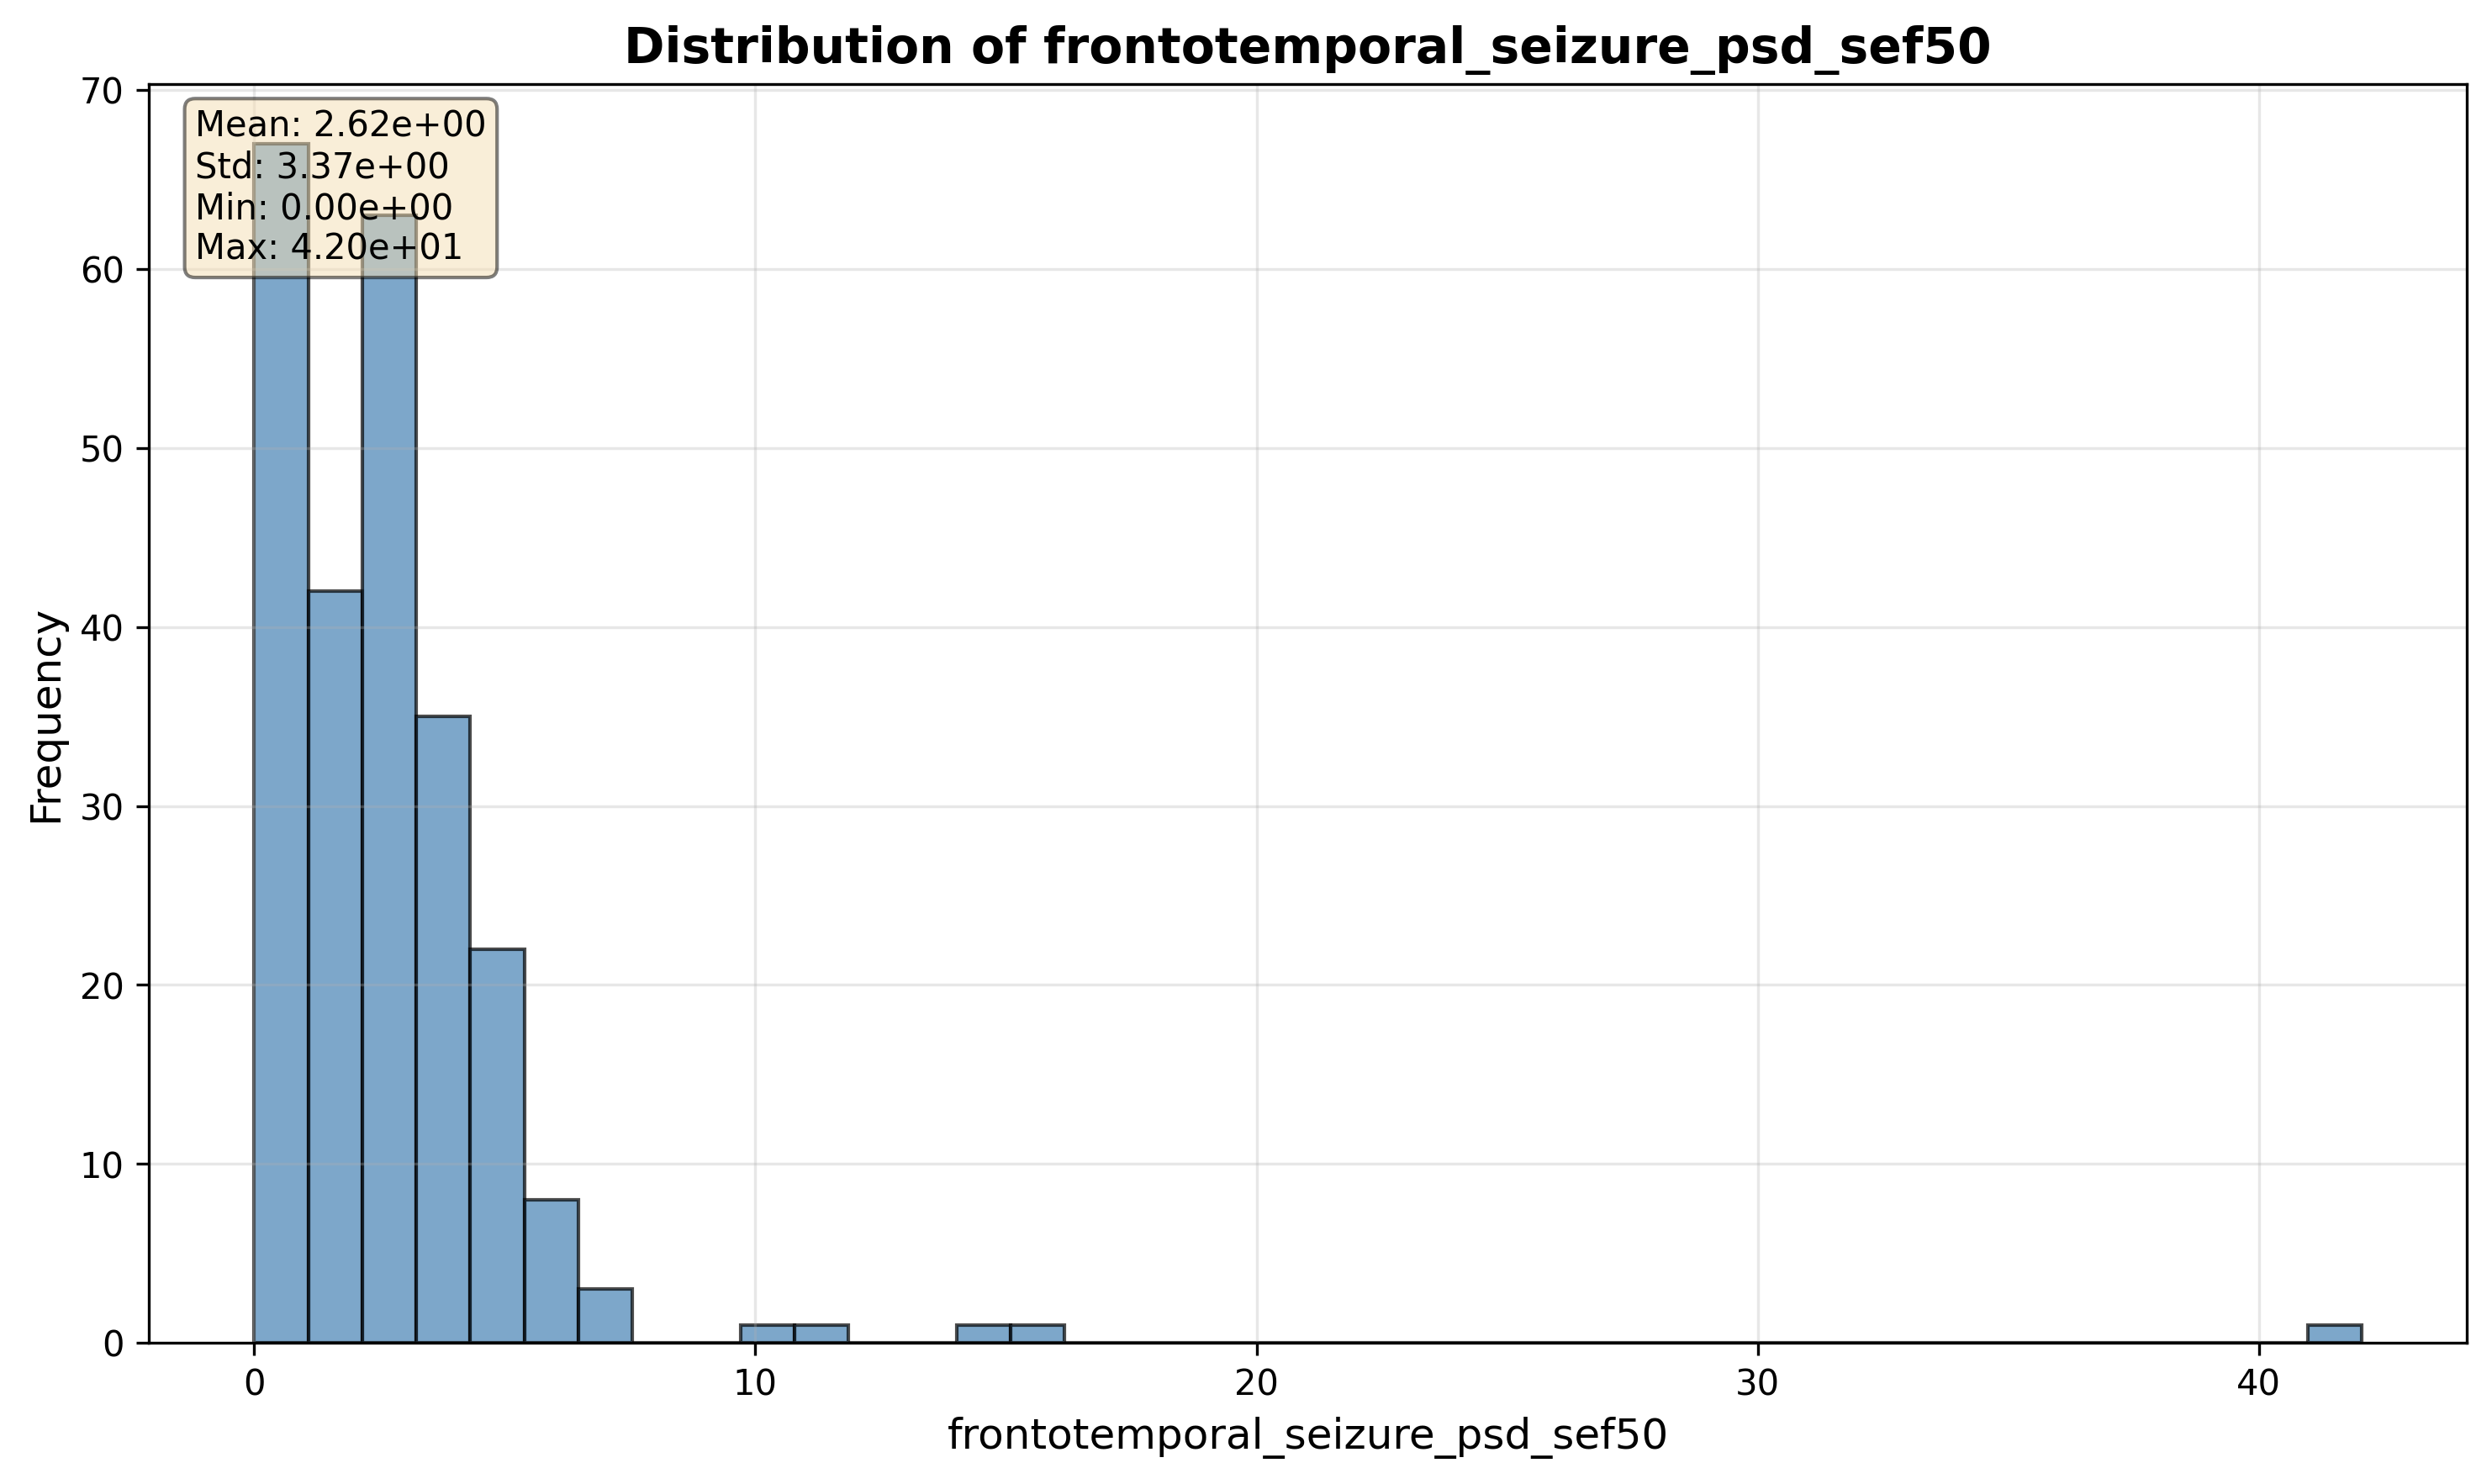 Distribution of frontotemporal_seizure_psd_sef50
Mean: 2.62e+00
Std: 3.37e+00
Min: 0.00e+00
Max: 4.20e+01
Frequency
70
60
50
40
30
20
10
0
0 10 20 30 40
frontotemporal_seizure_psd_sef50